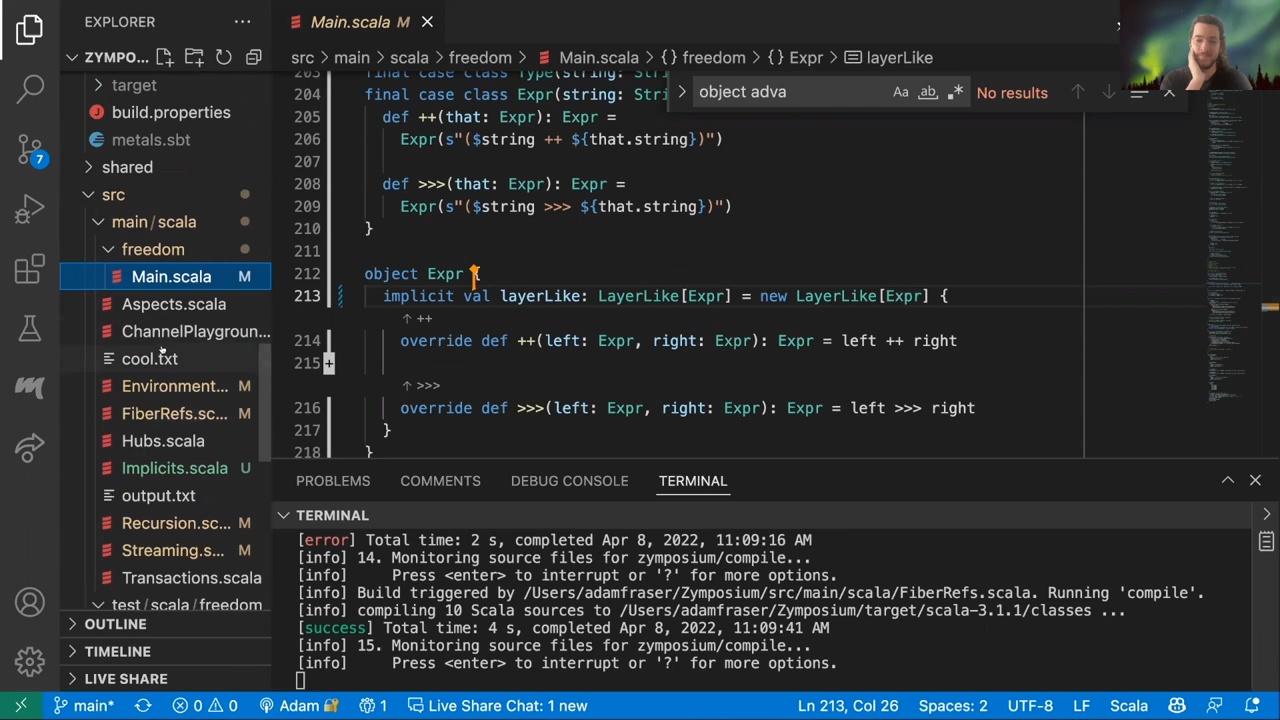 EXPLORER
ZYMPO...
target
build.properties
metals.sbt
shared
src
main/scala
freedom
Main.scala M
Aspects.scala
ChannelPlaygroun...
cool.txt
Environment... M
FiberRefs.sc... M
Hubs.scala
Implicits.scala U
output.txt
Recursion.sc... M
Streaming.s... M
Transactions.scala
test/scala/freedom
OUTLINE
TIMELINE
LIVE SHARE
7
Main.scala M
src main scala freedom Main.scala {} freedom {} Expr layerLike
object adva Aa ab No results
203 final case class Type(string: Stri
204 final case class Expr(string: Stri
205 def ++(that: Expr): Expr =
206 Expr(s"($string ++ ${that.string})")
207
208 def >>>(that: Expr): Expr =
209 Expr(s"($string >>> ${that.string})")
210 }
211
212 object Expr {
213 implicit val layerLike: LayerLike[Expr] = new LayerLike[Expr] {
↑ ++
214 override def ++(left: Expr, right: Expr): Expr = left ++ right
215
↑ >>>
216 override def >>>(left: Expr, right: Expr): Expr = left >>> right
217 }
218 }
PROBLEMS COMMENTS DEBUG CONSOLE TERMINAL
TERMINAL
[error] Total time: 2 s, completed Apr 8, 2022, 11:09:16 AM
[info] 14. Monitoring source files for zymposium/compile...
[info] Press <enter> to interrupt or '?' for more options.
[info] Build triggered by /Users/adamfraser/Zymposium/src/main/scala/FiberRefs.scala. Running 'compile'.
[info] compiling 10 Scala sources to /Users/adamfraser/Zymposium/target/scala-3.1.1/classes ...
[success] Total time: 4 s, completed Apr 8, 2022, 11:09:41 AM
[info] 15. Monitoring source files for zymposium/compile...
[info] Press <enter> to interrupt or '?' for more options.
main* 0 0 Adam 1 Live Share Chat: 1 new Ln 213, Col 26 Spaces: 2 UTF-8 LF Scala